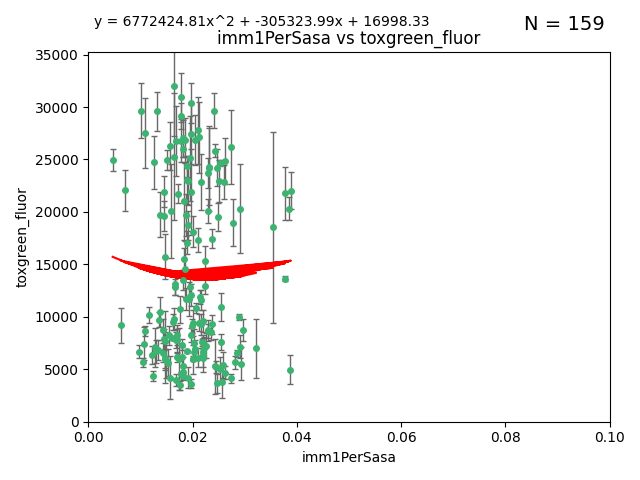 y = 6772424.81x^2 + -305323.99x + 16998.33
N = 159
imm1PerSasa vs toxgreen_fluor
35000
30000
25000
20000
15000
10000
5000
0
toxgreen_fluor
0.00 0.02 0.04 0.06 0.08 0.10
imm1PerSasa